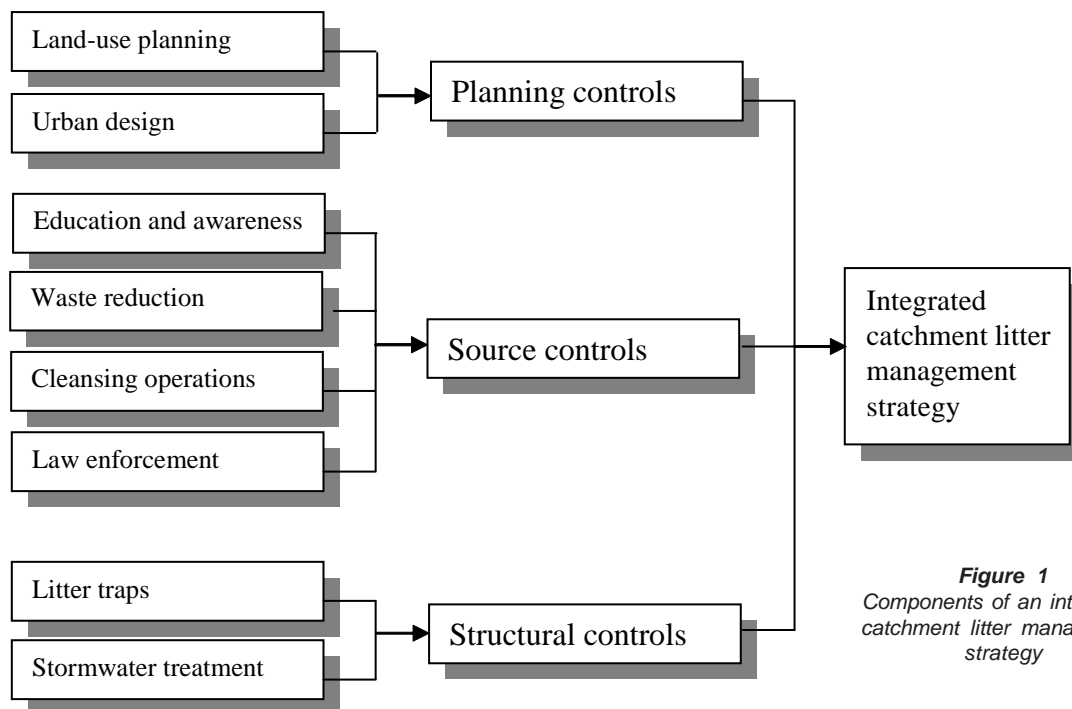 Land-use planning
Urban design
Planning controls
Education and awareness
Waste reduction
Cleansing operations
Law enforcement
Source controls
Litter traps
Stormwater treatment
Structural controls
Integrated
catchment litter
management
strategy
Figure 1
Components of an int
catchment litter mana
strategy